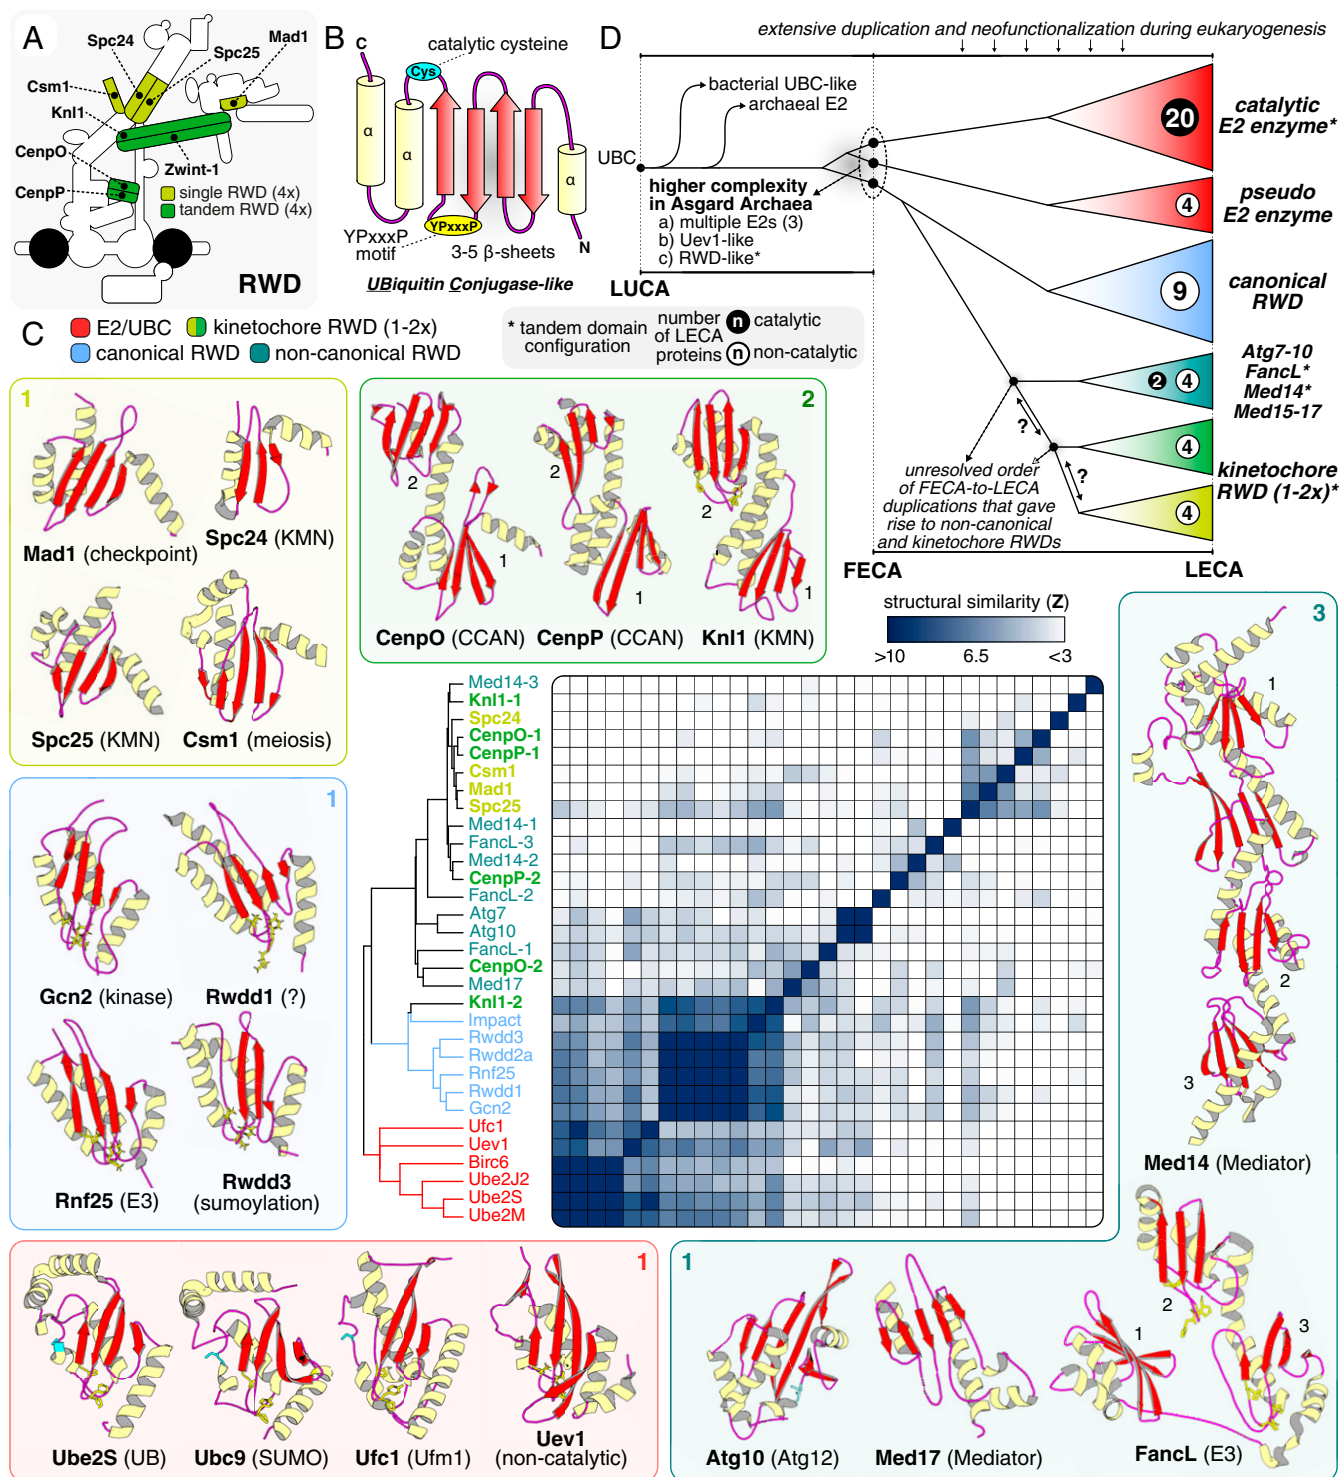 A
Spc24
Mad1
Spc25
Csm1
Knl1
CenpO
CenpP
Zwint-1
single RWD (4x)
tandem RWD (4x)
RWD
B
C
catalytic cysteine
Cys
α
α
α
YPxxxP
YPxxxP
motif
3-5 β-sheets
N
UBiquitin Conjugase-like
D
extensive duplication and neofunctionalization during eukaryogenesis
bacterial UBC-like
archaeal E2
UBC
higher complexity
in Asgard Archaea
a) multiple E2s (3)
b) Uev1-like
c) RWD-like*
LUCA
20
catalytic
E2 enzyme*
4
pseudo
E2 enzyme
9
canonical
RWD
2 4
Atg7-10
FancL*
Med14*
Med15-17
4
4
kinetochore
RWD (1-2x)*
?
?
unresolved order
of FECA-to-LECA
duplications that gave
rise to non-canonical
and kinetochore RWDs
FECA
LECA
* tandem domain
configuration
number
of LECA
proteins
n catalytic
n non-catalytic
C
E2/UBC
kinetochore RWD (1-2x)
canonical RWD
non-canonical RWD
1
Mad1 (checkpoint)
Spc24 (KMN)
Spc25 (KMN)
Csm1 (meiosis)
2
2
1
2
1
2
1
CenpO (CCAN)
CenpP (CCAN)
Knl1 (KMN)
structural similarity (Z)
>10
6.5
<3
Med14-3
Knl1-1
Spc24
CenpO-1
CenpP-1
Csm1
Mad1
Spc25
Med14-1
FancL-3
Med14-2
CenpP-2
FancL-2
Atg7
Atg10
FancL-1
CenpO-2
Med17
Knl1-2
Impact
Rwdd3
Rwdd2a
Rnf25
Rwdd1
Gcn2
Ufc1
Uev1
Birc6
Ube2J2
Ube2S
Ube2M
1
Gcn2 (kinase)
Rwdd1 (?)
Rnf25 (E3)
Rwdd3
(sumoylation)
1
Ube2S (UB)
Ubc9 (SUMO)
Ufc1 (Ufm1)
Uev1
(non-catalytic)
3
1
2
3
Med14 (Mediator)
1
Atg10 (Atg12)
Med17 (Mediator)
1
2
3
FancL (E3)